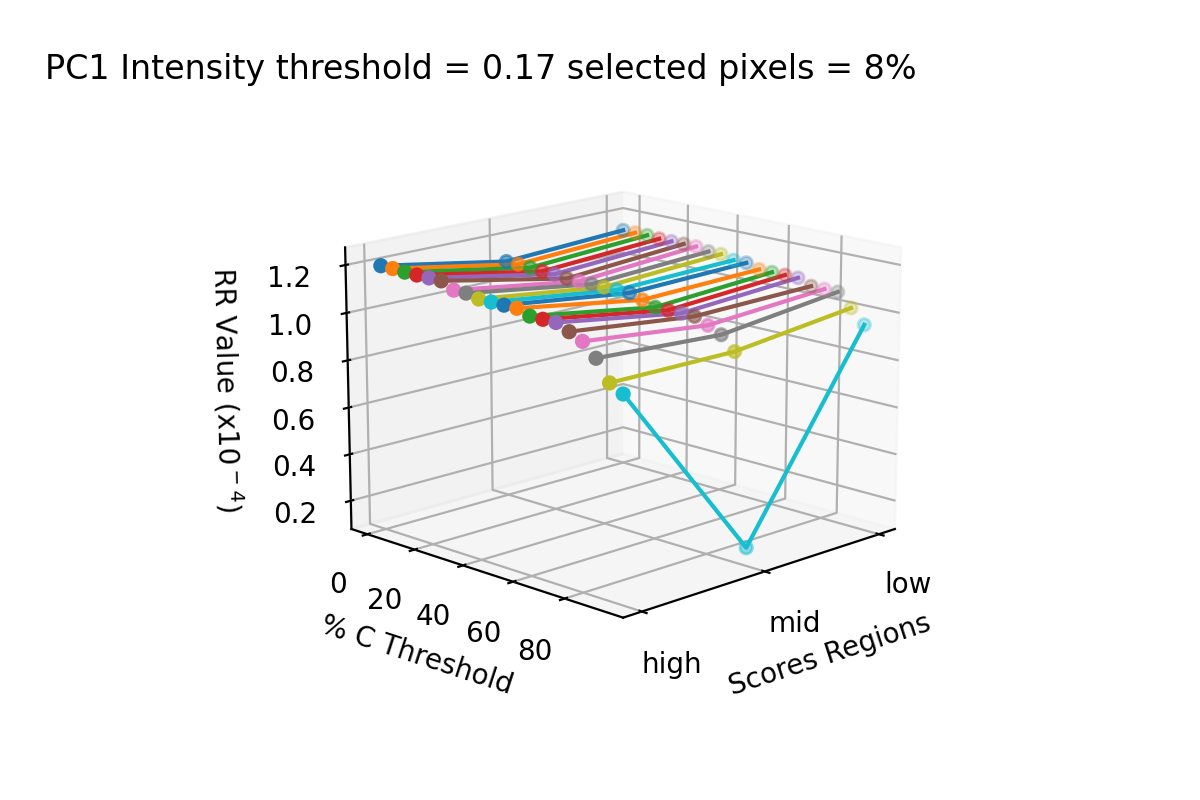 PC1 Intensity threshold = 0.17 selected pixels = 8%
RR Value (x10⁻⁴)
1.2
1.0
0.8
0.6
0.4
0.2
0
20
40
60
80
% C Threshold
high
mid
low
Scores Regions